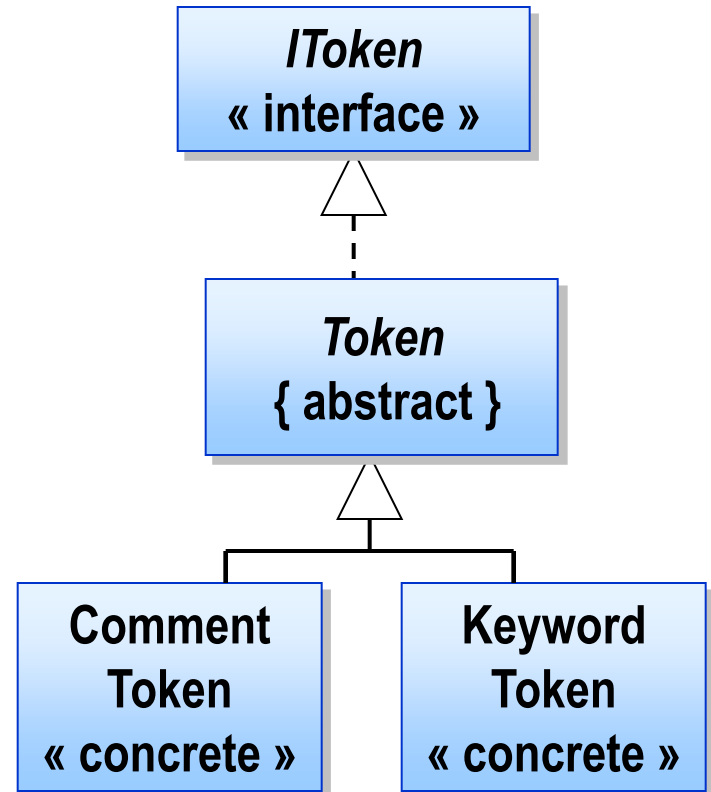 IToken
« interface »
Token
{ abstract }
Comment
Token
« concrete »
Keyword
Token
« concrete »